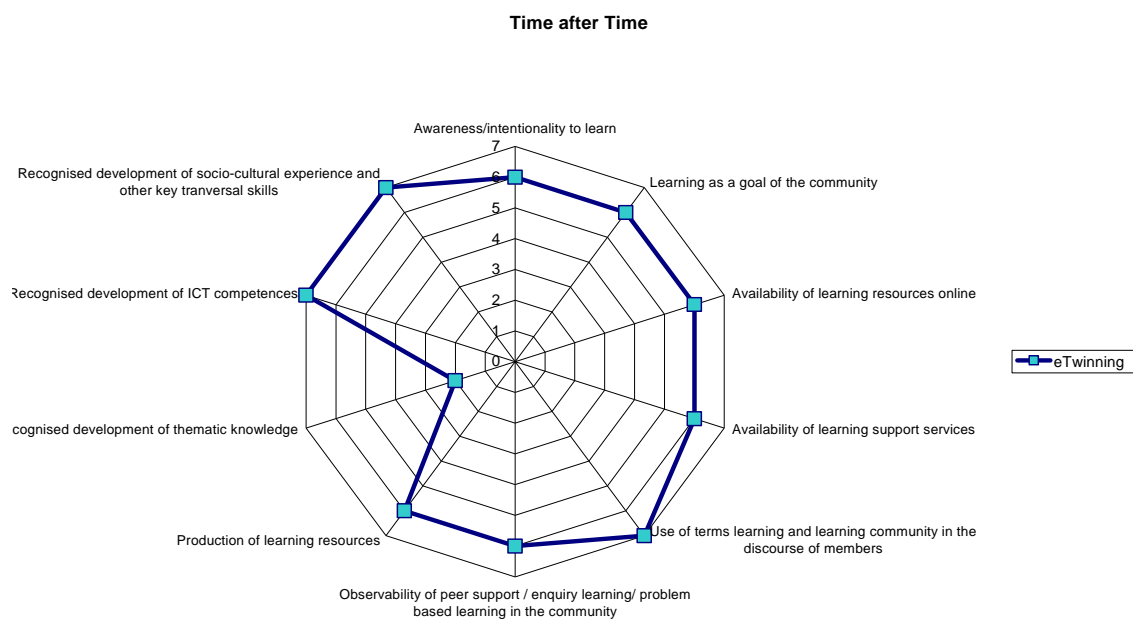 Time after Time
Awareness/intentionality to learn
7
6
5
4
3
2
1
0
Learning as a goal of the community
Availability of learning resources online
Availability of learning support services
Use of terms learning and learning community in the
discourse of members
Observability of peer support / enquiry learning/ problem
based learning in the community
Production of learning resources
cognised development of thematic knowledge
Recognised development of ICT competences
Recognised development of socio-cultural experience and
other key tranversal skills
eTwinning